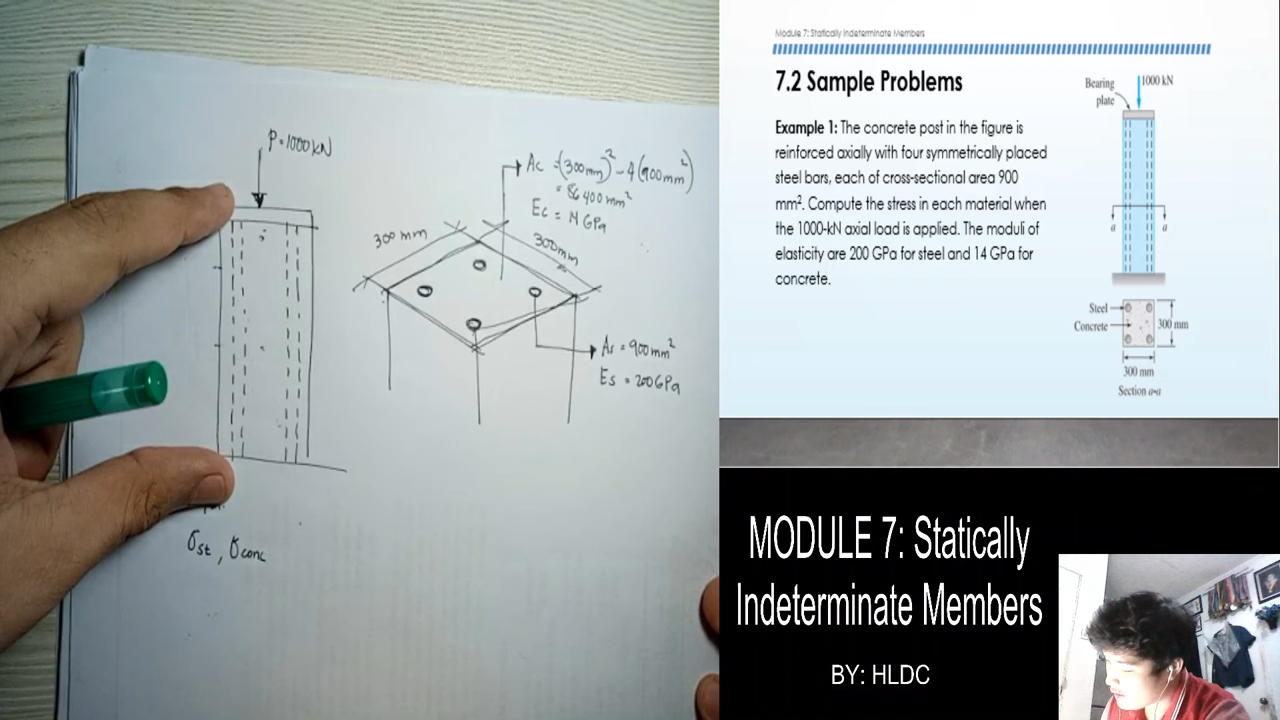 P = 1000 kN
Ac = (300mm)² - 4(900mm²)
= 86 400 mm²
Ec = 14 GPa
300 mm
300mm
As = 900mm²
Es = 200GPa
σst, σconc
Module 7: Statically Indeterminate Members
7.2 Sample Problems
Example 1: The concrete post in the figure is
reinforced axially with four symmetrically placed
steel bars, each of cross-sectional area 900
mm². Compute the stress in each material when
the 1000-kN axial load is applied. The moduli of
elasticity are 200 GPa for steel and 14 GPa for
concrete.
1000 kN
Bearing
plate
a
a
Steel
Concrete
300 mm
300 mm
Section a-a
MODULE 7: Statically
Indeterminate Members
BY: HLDC